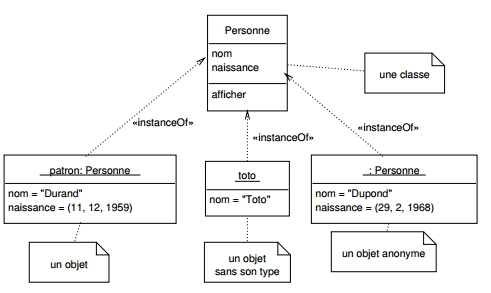 Personne
nom
naissance
afficher
une classe
«instanceOf»
«instanceOf»
«instanceOf»
patron: Personne
nom = "Durand"
naissance = (11, 12, 1959)
toto
nom = "Toto"
: Personne
nom = "Dupond"
naissance = (29, 2, 1968)
un objet
un objet
sans son type
un objet anonyme